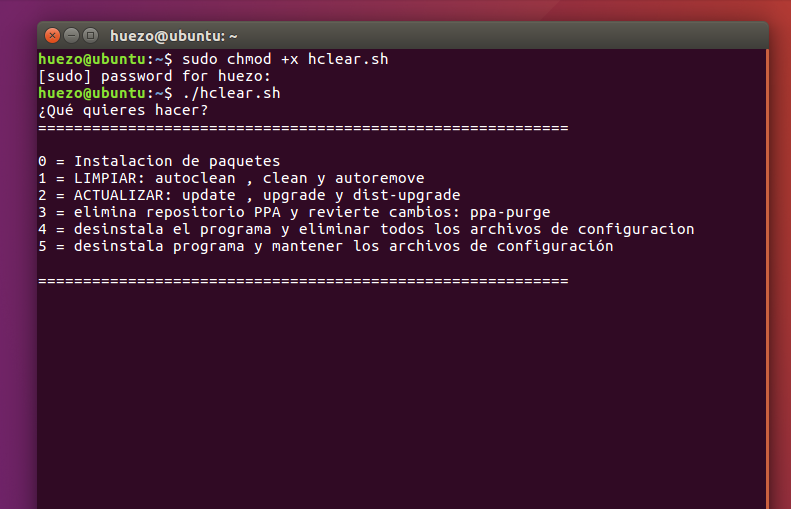 huezo@ubuntu: ~
huezo@ubuntu:~$ sudo chmod +x hclear.sh
[sudo] password for huezo:
huezo@ubuntu:~$ ./hclear.sh
¿Qué quieres hacer?
===========================================================
0 = Instalacion de paquetes
1 = LIMPIAR: autoclean , clean y autoremove
2 = ACTUALIZAR: update , upgrade y dist-upgrade
3 = elimina repositorio PPA y revierte cambios: ppa-purge
4 = desinstala el programa y eliminar todos los archivos de configuracion
5 = desinstala programa y mantener los archivos de configuración
===========================================================